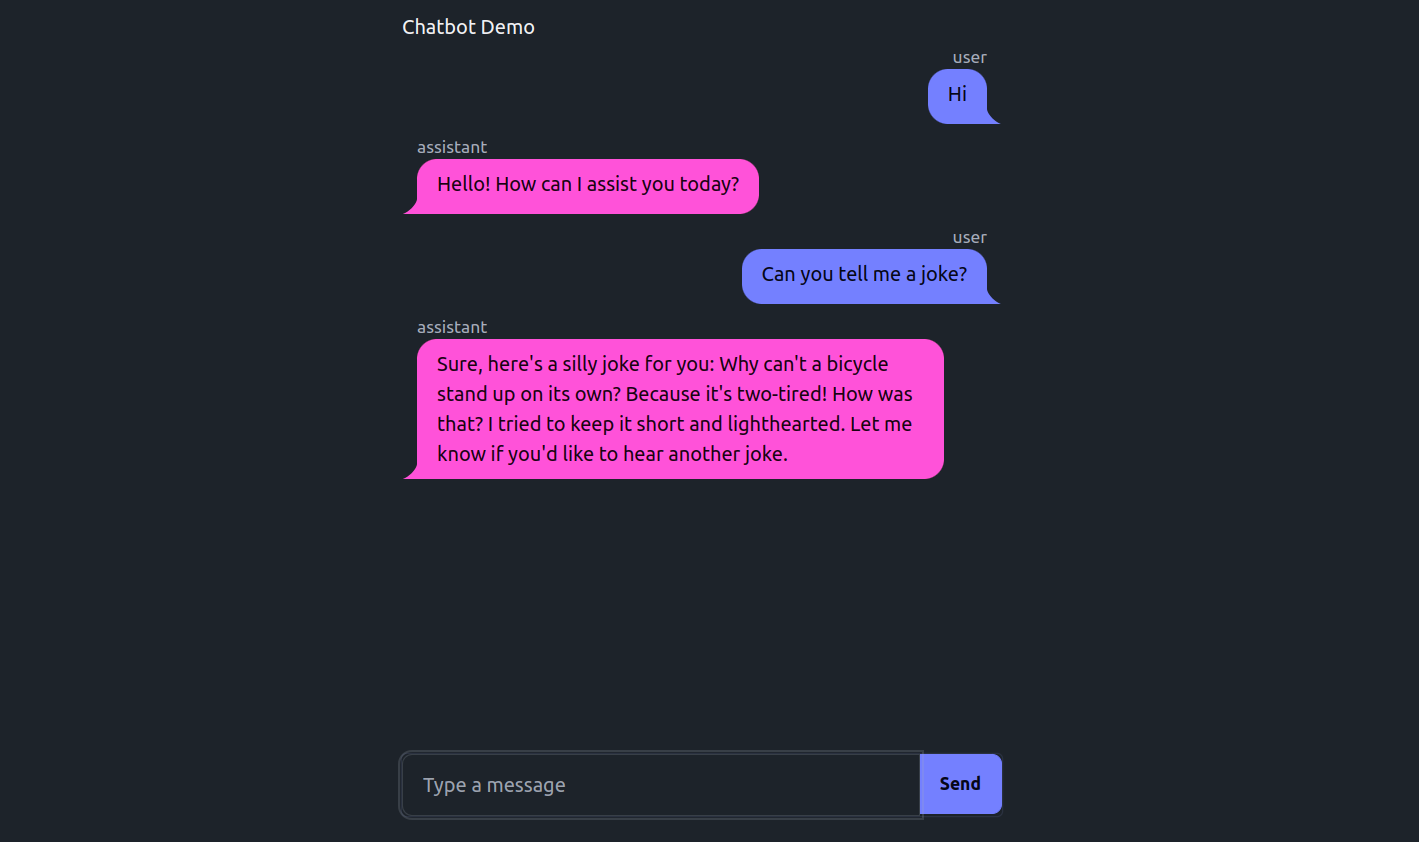 Chatbot Demo
user
Hi
assistant
Hello! How can I assist you today?
user
Can you tell me a joke?
assistant
Sure, here's a silly joke for you: Why can't a bicycle
stand up on its own? Because it's two-tired! How was
that? I tried to keep it short and lighthearted. Let me
know if you'd like to hear another joke.
Type a message
Send